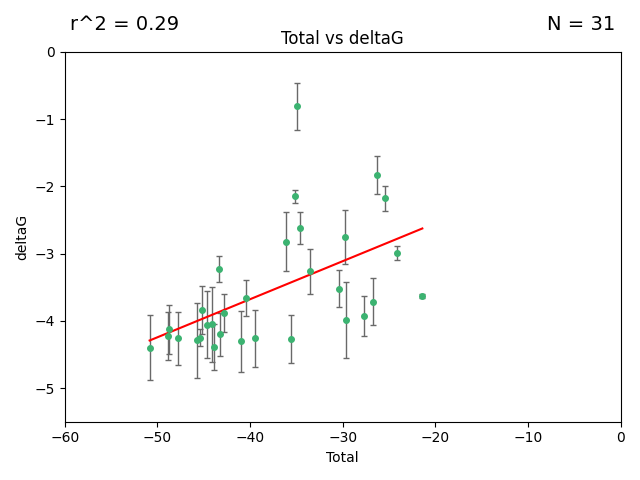 r^2 = 0.29
N = 31
Total vs deltaG
0
−1
−2
−3
−4
−5
deltaG
−60
−50
−40
−30
−20
−10
0
Total